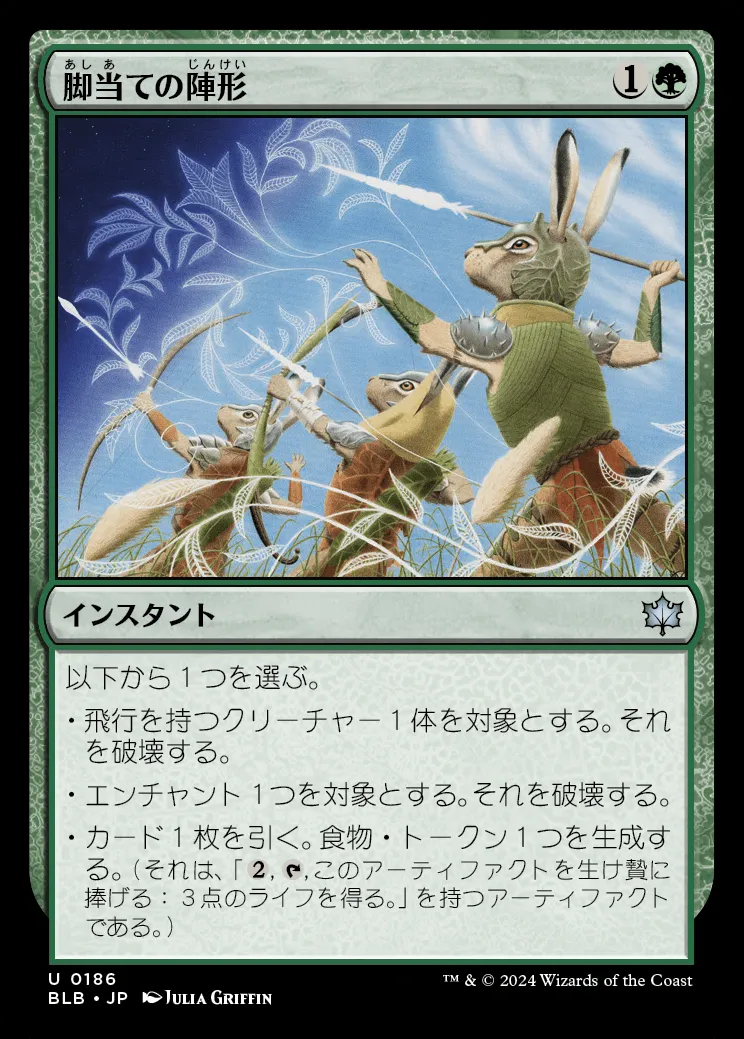 あし あ じんけい
脚当ての陣形 1
インスタント
以下から1つを選ぶ。
・飛行を持つクリーチャー1体を対象とする。それ
を破壊する。
・エンチャント1つを対象とする。それを破壊する。
・カード1枚を引く。食物・トークン1つを生成す
る。(それは、「2, ,このアーティファクトを生け贄に
捧げる:3点のライフを得る。」を持つアーティファクト
である。)
U 0186
BLB・JP JULIA GRIFFIN
™ & © 2024 Wizards of the Coast